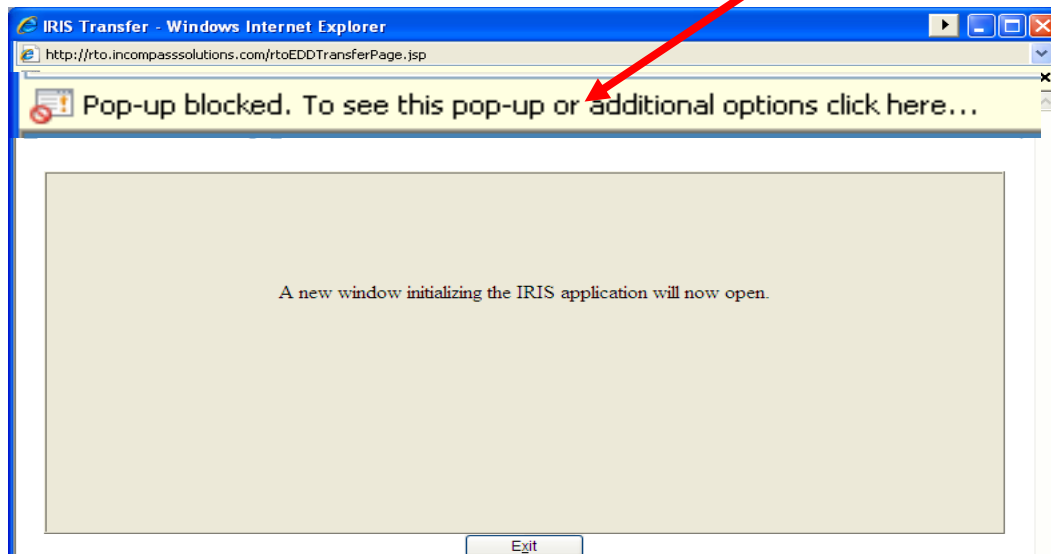 IRIS Transfer - Windows Internet Explorer
http://rto.incompasssolutions.com/rtoEDDTransferPage.jsp
Pop-up blocked. To see this pop-up or additional options click here...
A new window initializing the IRIS application will now open.
Exit